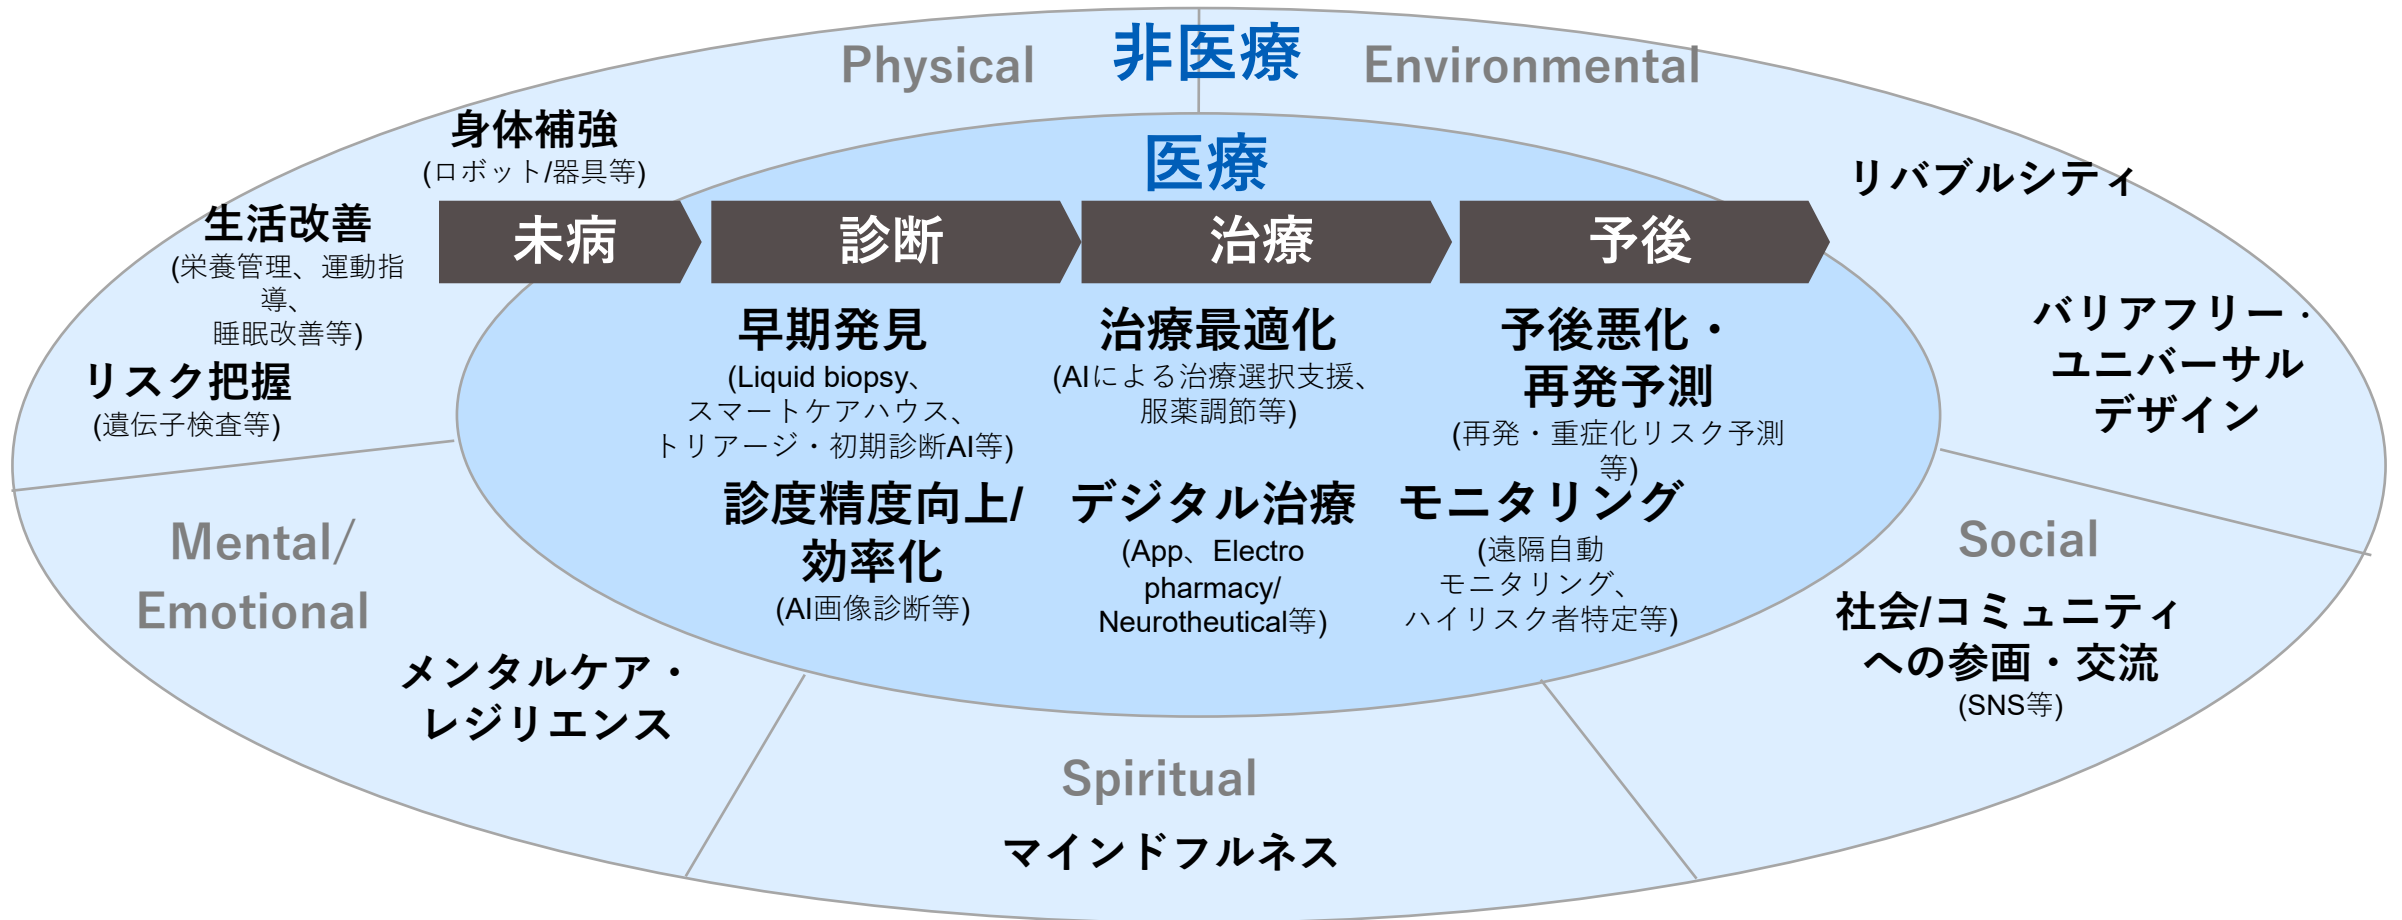 Physical
非医療
Environmental
身体補強
(ロボット/器具等)
生活改善
(栄養管理、運動指
導、
睡眠改善等)
リスク把握
(遺伝子検査等)
医療
未病
診断
治療
予後
早期発見
(Liquid biopsy、
スマートケアハウス、
トリアージ・初期診断AI等)
診度精度向上/
効率化
(AI画像診断等)
治療最適化
(AIによる治療選択支援、
服薬調節等)
デジタル治療
(App、Electro
pharmacy/
Neurotheutical等)
予後悪化・
再発予測
(再発・重症化リスク予測
等)
モニタリング
(遠隔自動
モニタリング、
ハイリスク者特定等)
リバブルシティ
バリアフリー・
ユニバーサル
デザイン
Mental/
Emotional
メンタルケア・
レジリエンス
Spiritual
マインドフルネス
Social
社会/コミュニティ
への参画・交流
(SNS等)